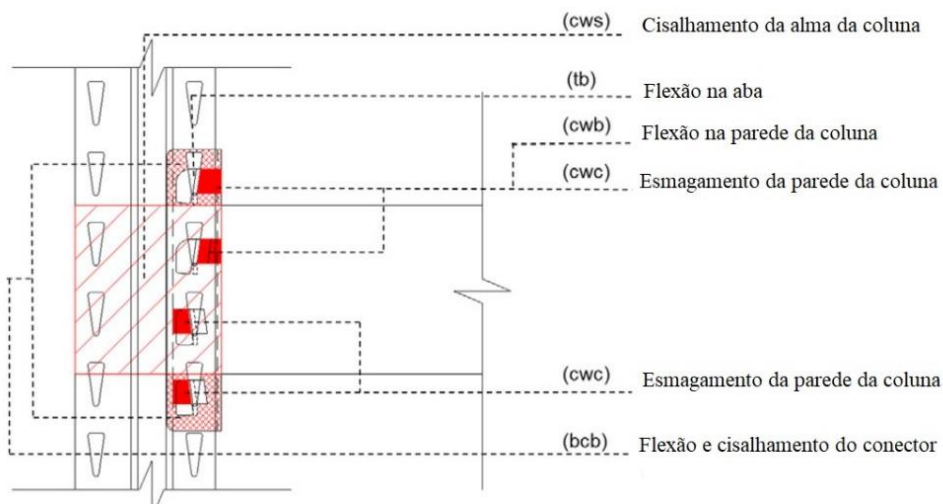 (cws) Cisalhamento da alma da coluna
(tb) Flexão na aba
(cwb) Flexão na parede da coluna
(cwc) Esmagamento da parede da coluna
(cwc) Esmagamento da parede da coluna
(bcb) Flexão e cisalhamento do conector